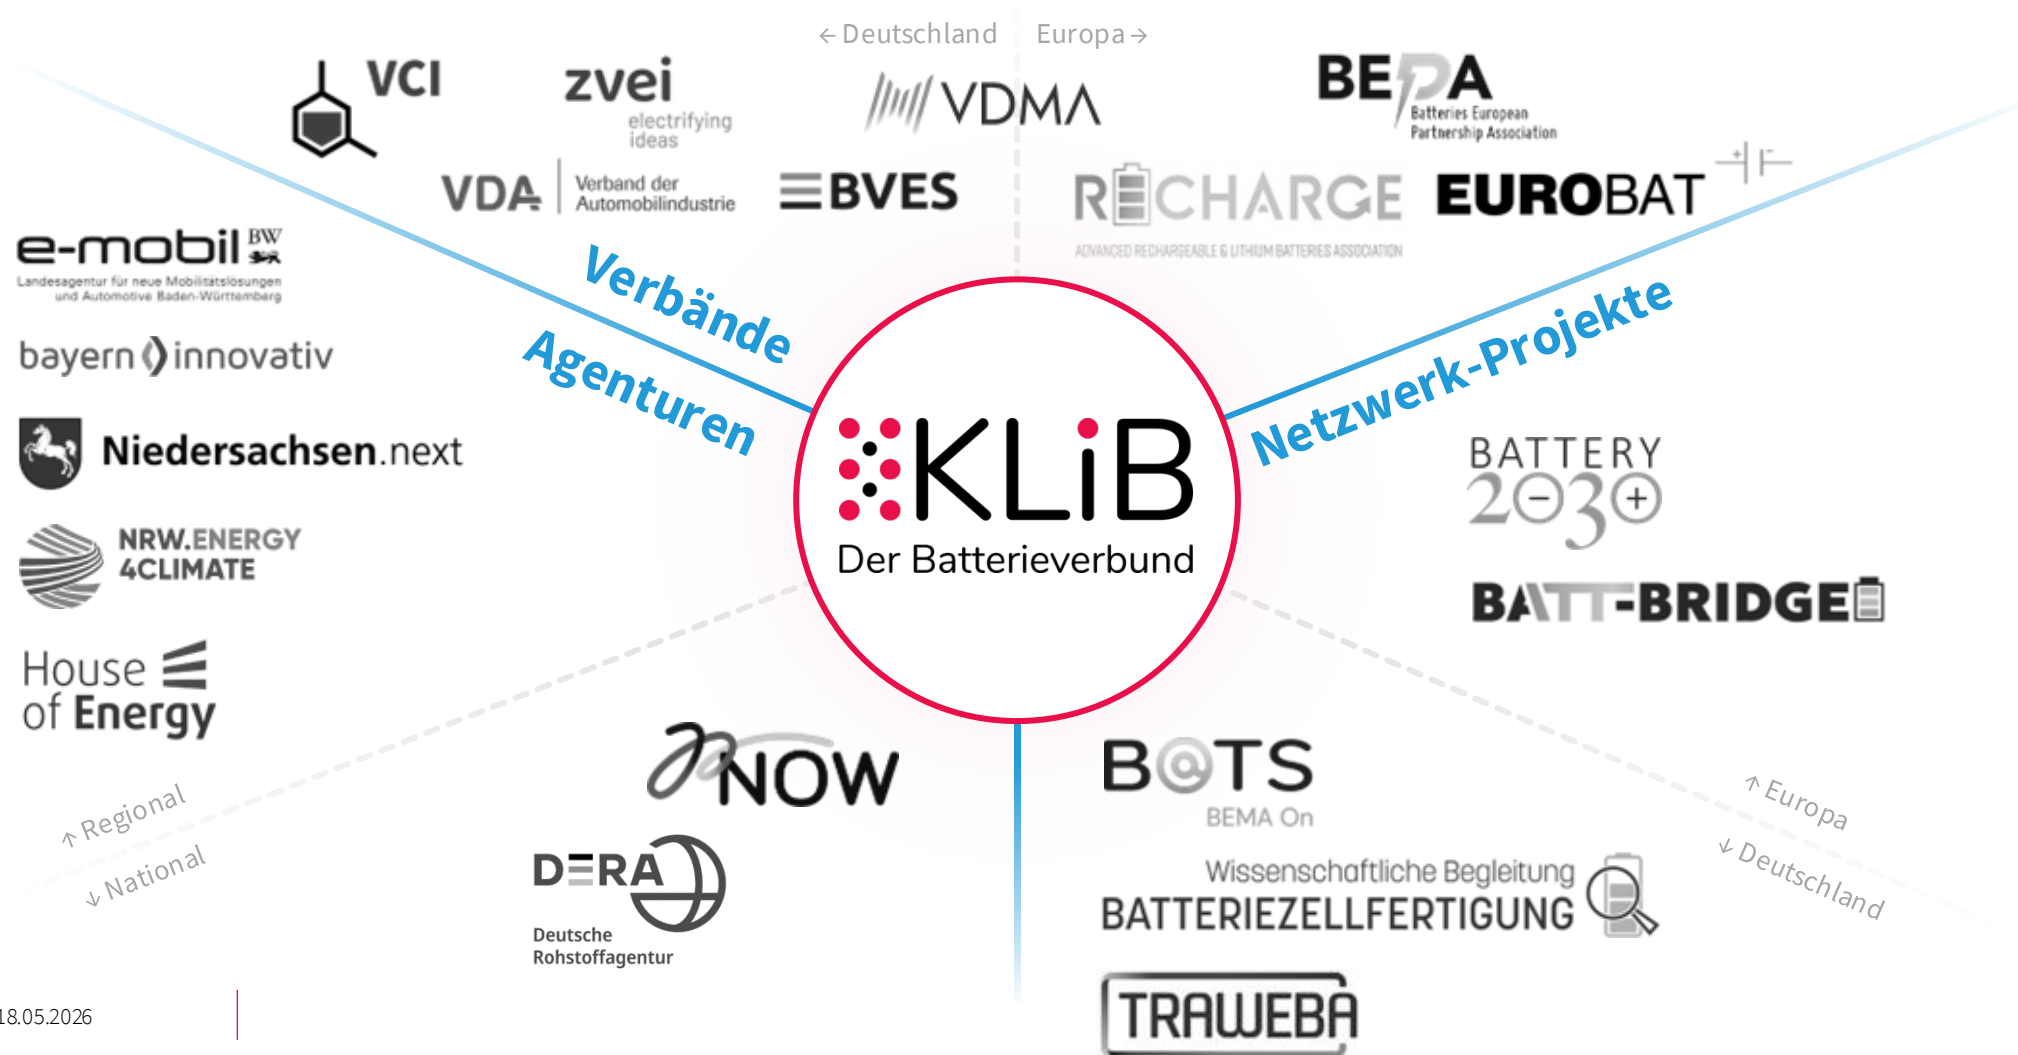 ← Deutschland
Europa →
VCI
zvei
electrifying
ideas
VDMA
BEPA
Batteries European
Partnership Association
VDA
Verband der
Automobilindustrie
BVES
RECHARGE
ADVANCED RECHARGEABLE & LITHIUM BATTERIES ASSOCIATION
EUROBAT
e-mobil BW
Landesagentur für neue Mobilitätslösungen
und Automotive Baden-Württemberg
bayern innovativ
Niedersachsen.next
NRW.ENERGY
4CLIMATE
House
of Energy
Verbände
Agenturen
Netzwerk-Projekte
KLiB
Der Batterieverbund
BATTERY
2030+
BATT-BRIDGE
↑ Regional
↓ National
NOW
DERA
Deutsche
Rohstoffagentur
B@TS
BEMA On
Wissenschaftliche Begleitung
BATTERIEZELLFERTIGUNG
TRAWEBA
↑ Europa
↓ Deutschland
18.05.2026